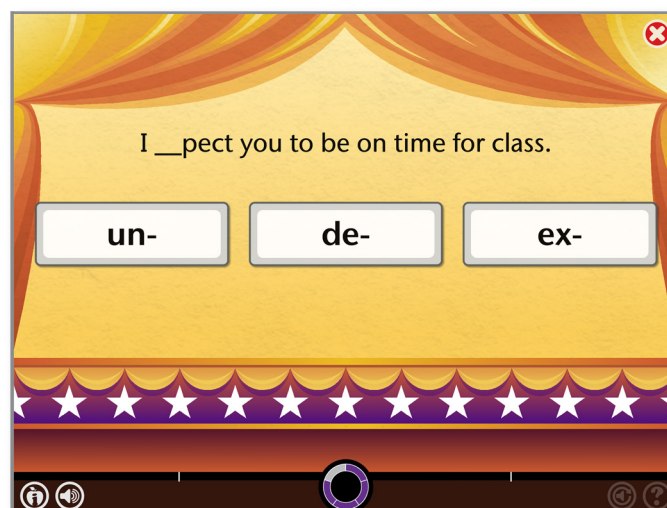 I __pect you to be on time for class.
un-
de-
ex-